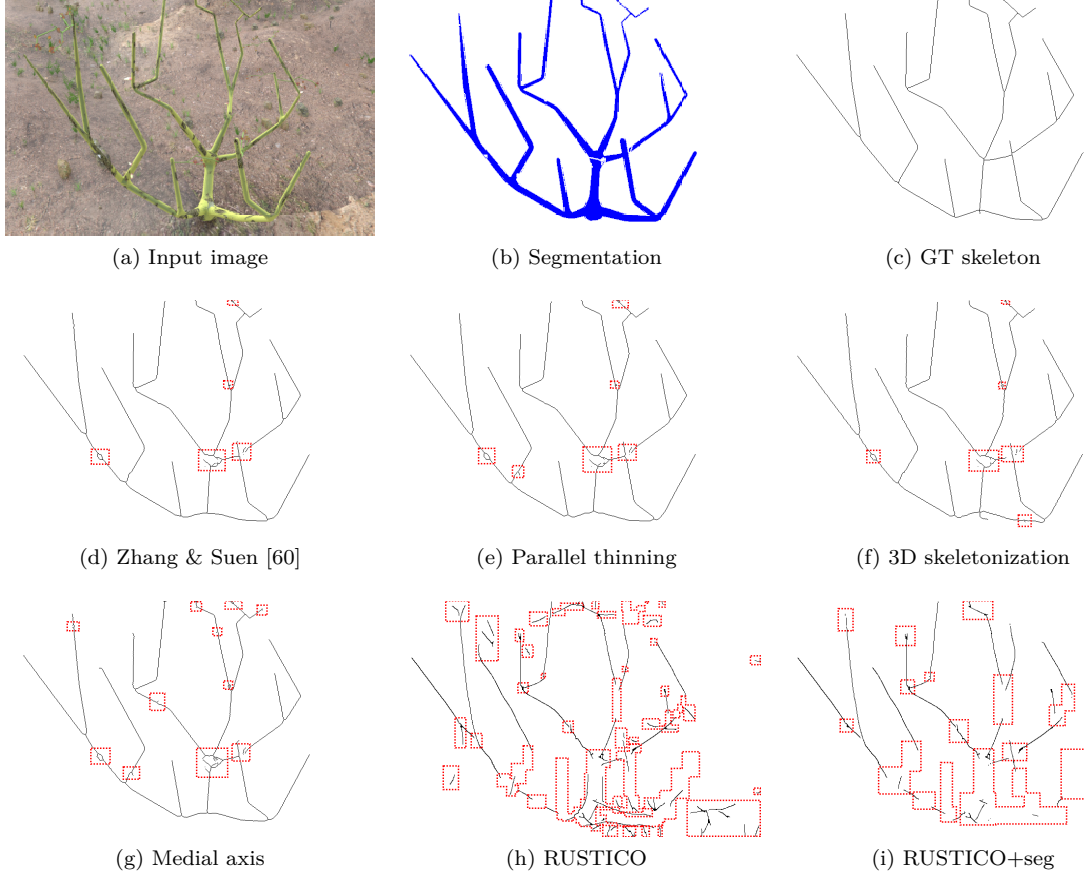 (a) Input image
(b) Segmentation
(c) GT skeleton
(d) Zhang & Suen [60]
(e) Parallel thinning
(f) 3D skeletonization
(g) Medial axis
(h) RUSTICO
(i) RUSTICO+seg